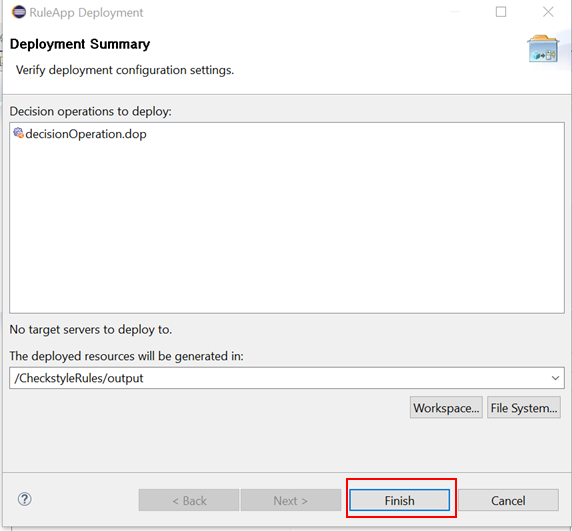 RuleApp Deployment
Deployment Summary
Verify deployment configuration settings.
Decision operations to deploy:
decisionOperation.dop
No target servers to deploy to.
The deployed resources will be generated in:
/CheckstyleRules/output
Workspace... File System...
? < Back Next > Finish Cancel